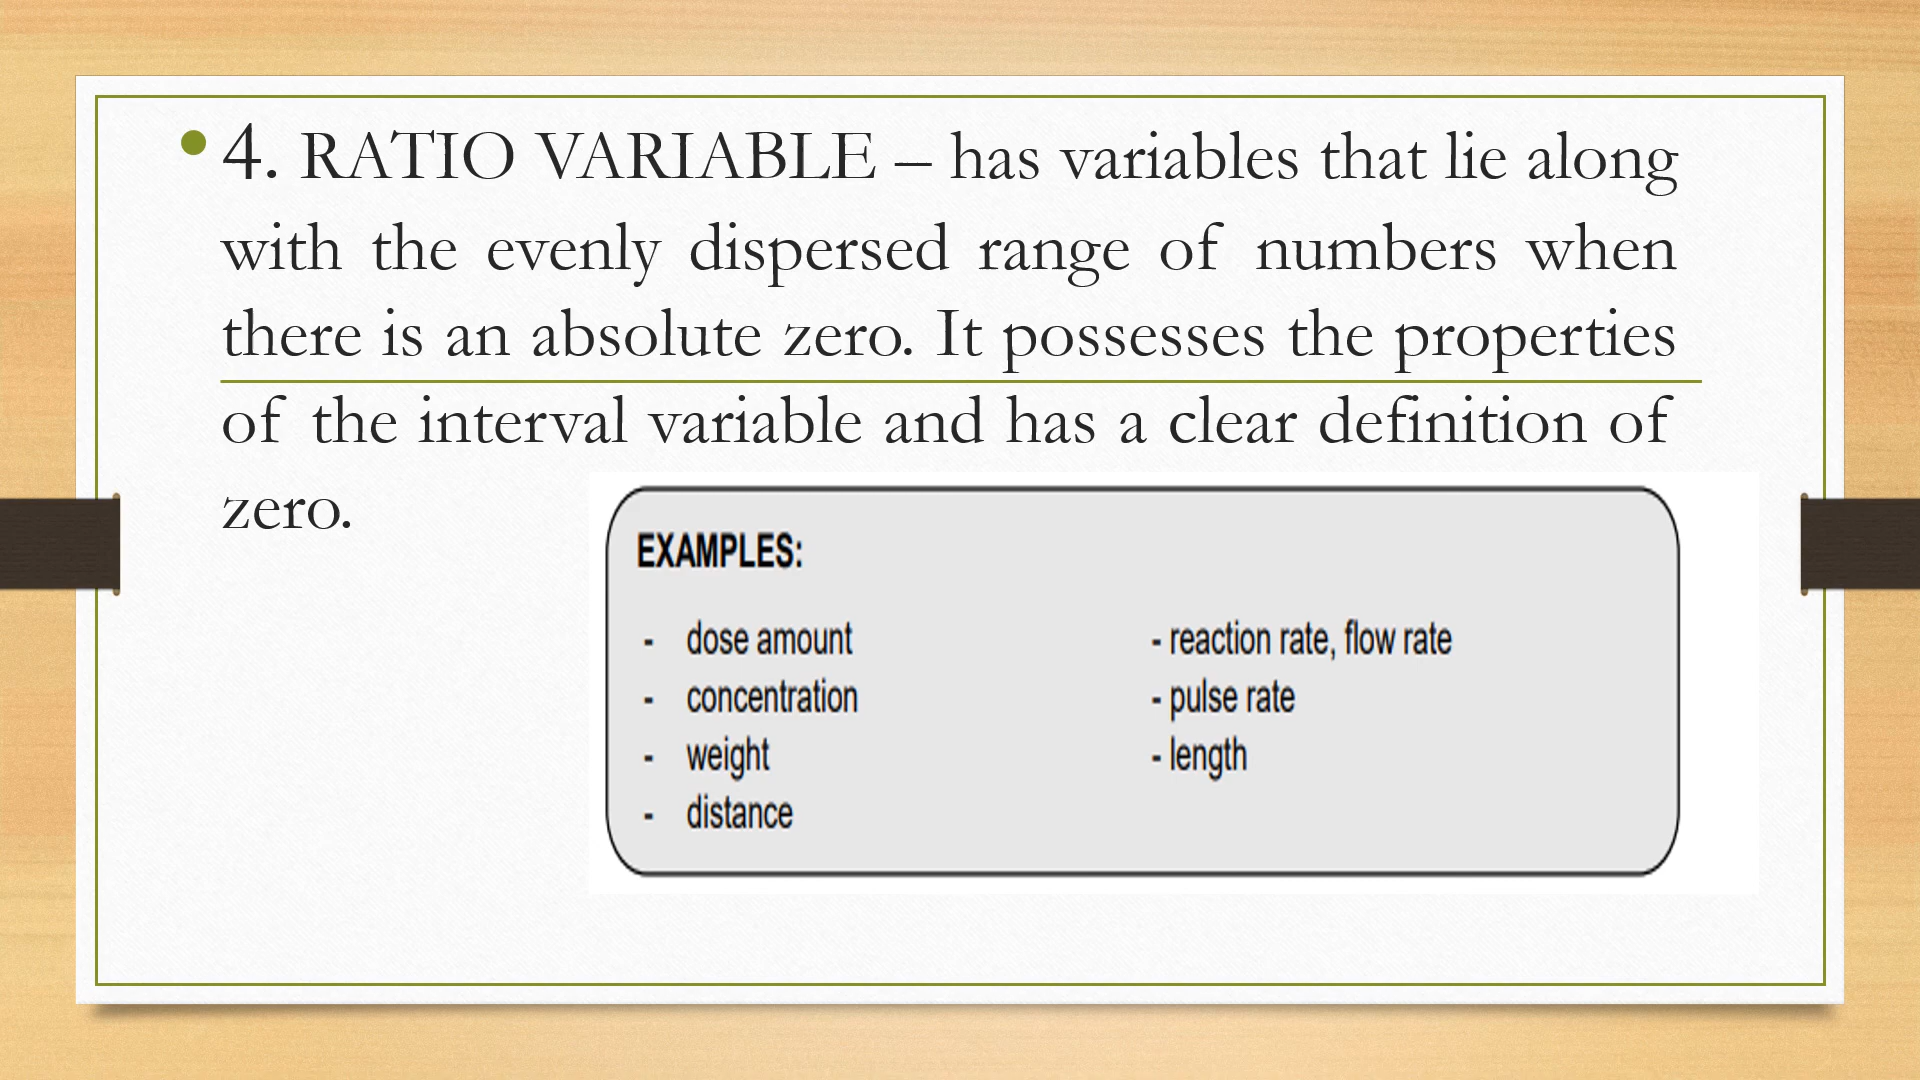 • 4. RATIO VARIABLE – has variables that lie along
with the evenly dispersed range of numbers when
there is an absolute zero. It possesses the properties
of the interval variable and has a clear definition of
zero.
EXAMPLES:
- dose amount
- concentration
- weight
- distance
- reaction rate, flow rate
- pulse rate
- length